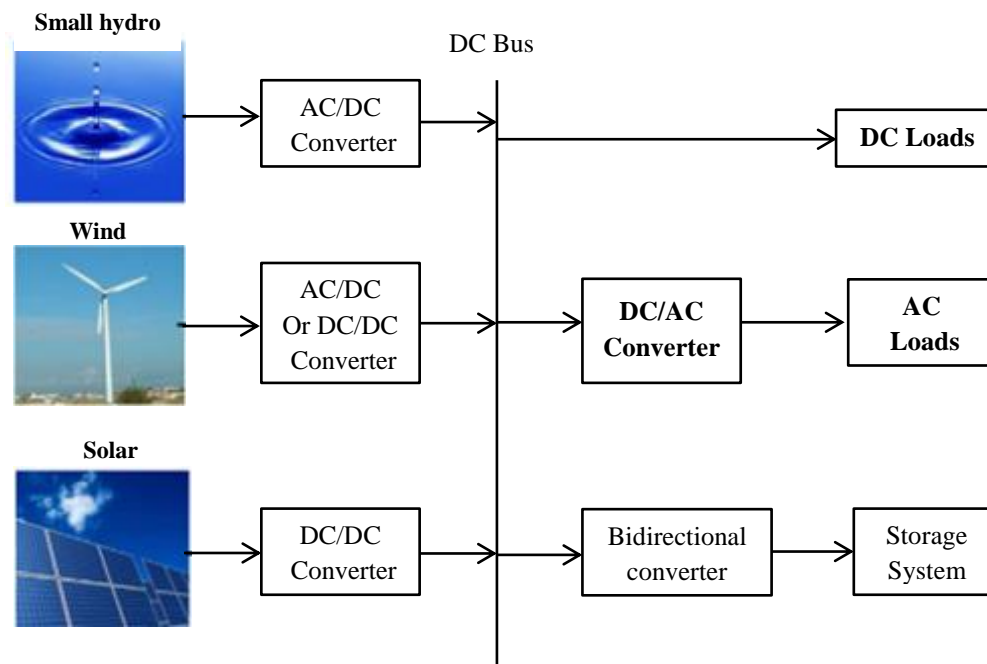 Small hydro
DC Bus
AC/DC
Converter
DC Loads
Wind
AC/DC
Or DC/DC
Converter
DC/AC
Converter
AC
Loads
Solar
DC/DC
Converter
Bidirectional
converter
Storage
System